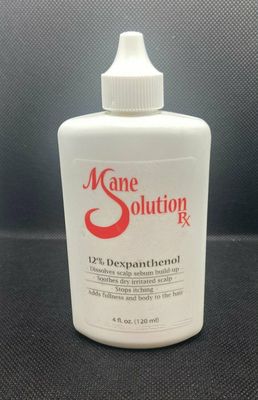 Mane
Solution
Rx
12% Dexpanthenol
Dissolves scalp sebum build-up
Soothes dry irritated scalp
Stops itching
Adds fullness and body to the hair
4 fl. oz. (120 ml)